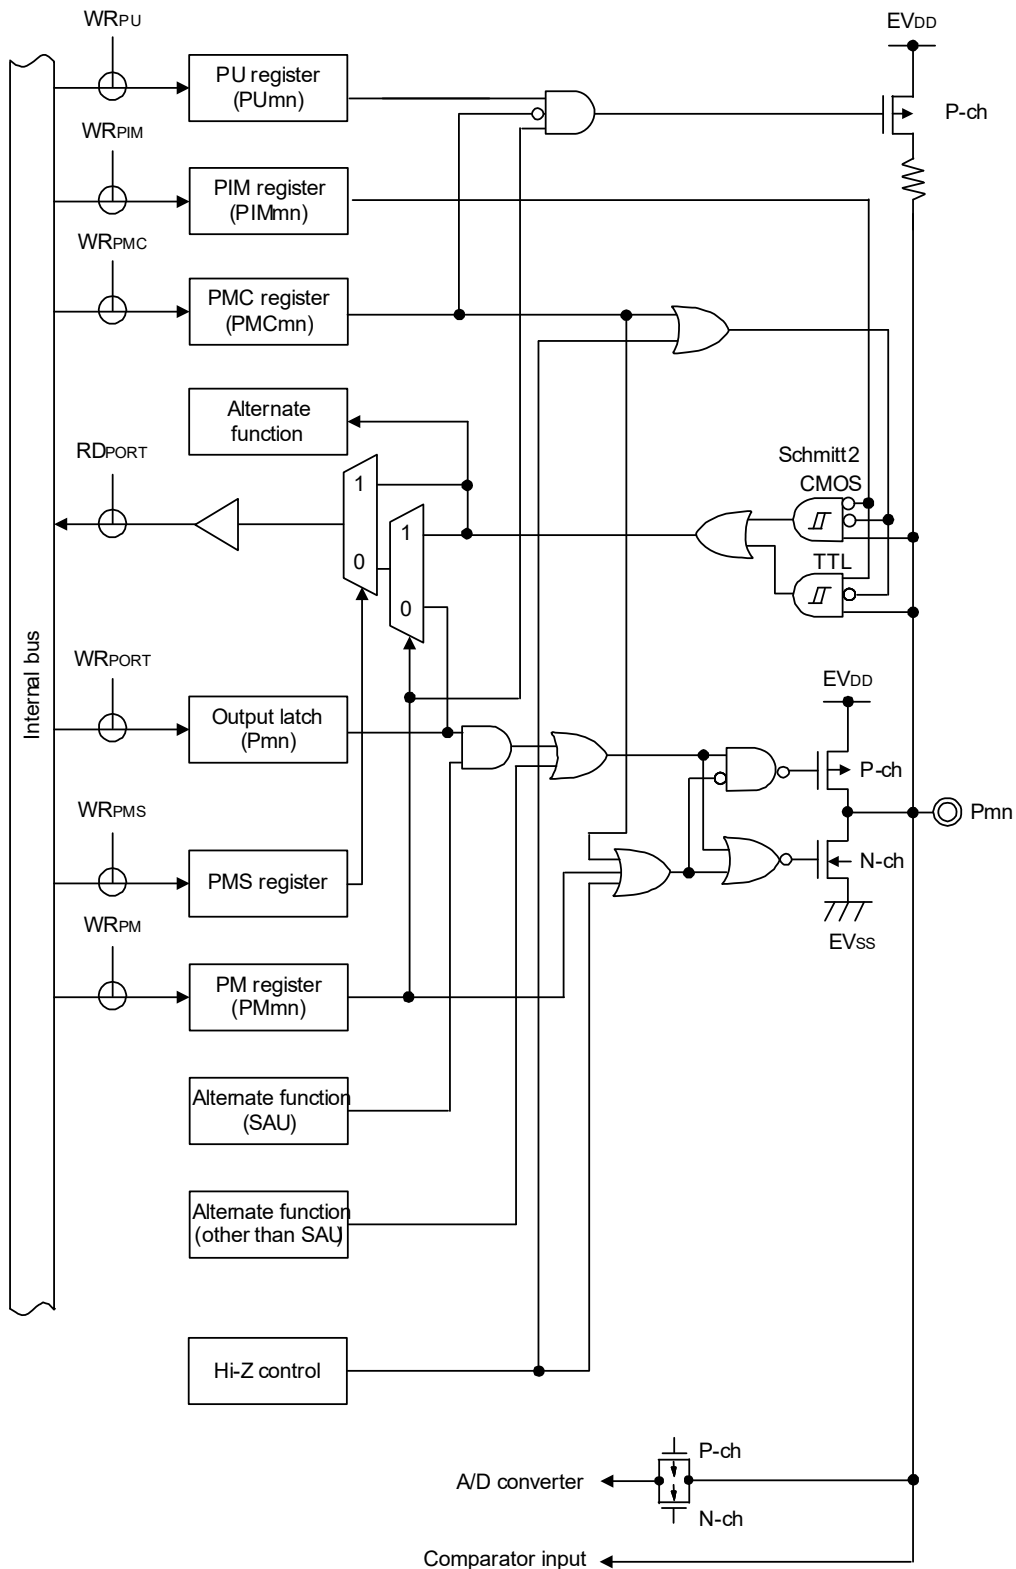 WRPU
EVDD
PU register
(PUmn)
P-ch
WRPIM
PIM register
(PIMmn)
WRPMC
PMC register
(PMCmn)
Alternate
function
RDPORT
1
0
1
0
Schmitt2
CMOS
TTL
Internal bus
WRPORT
Output latch
(Pmn)
EVDD
P-ch
Pmn
N-ch
EVSS
WRPMS
PMS register
WRPM
PM register
(PMmn)
Alternate function
(SAU)
Alternate function
(other than SAU)
Hi-Z control
P-ch
A/D converter
N-ch
Comparator input